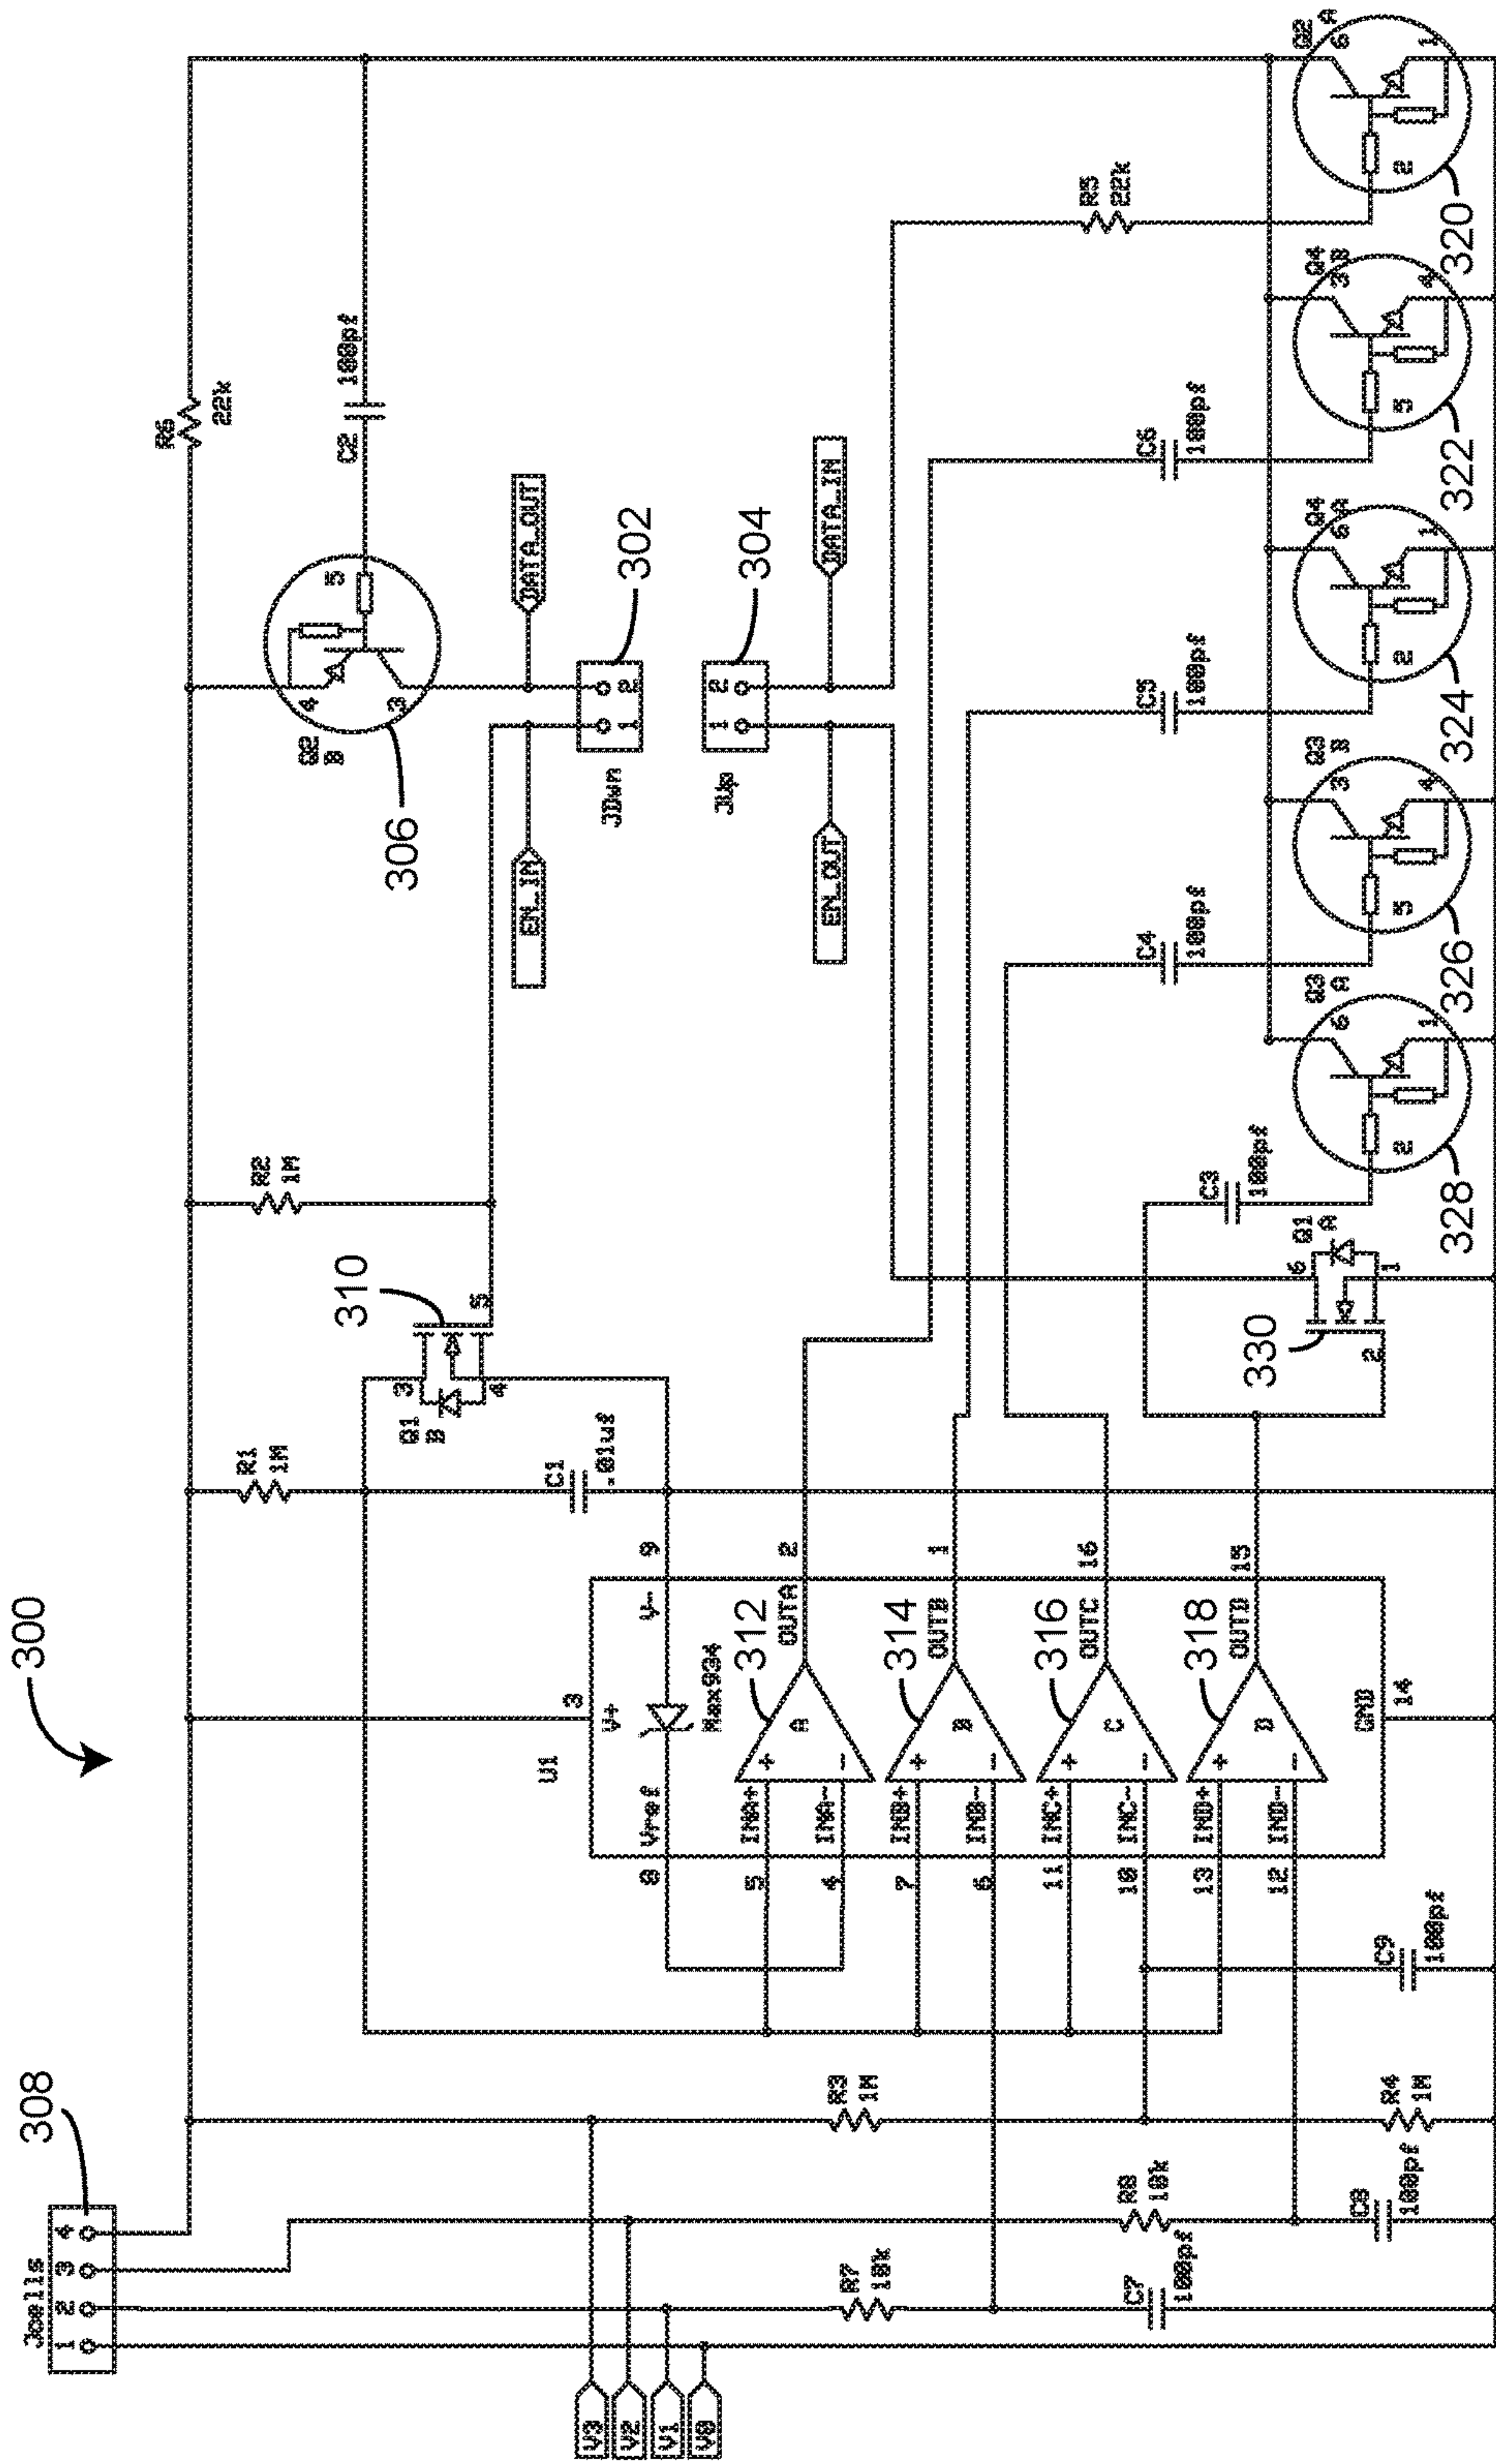 300
308
Jcells
1 2 3 4
V3
V2
V1
V0
R7
10k
C7
100pf
R8
10k
C8
100pf
R3
1M
R4
1M
C9
100pf
U1
3
V+
8
Vref
V-
9
Max934
5
INA+
4
INA-
A
312
OUTA
2
7
INB+
6
INB-
B
314
OUTB
1
11
INC+
10
INC-
C
316
OUTC
16
13
IND+
12
IND-
D
318
OUTD
15
GND
14
R1
1M
C1
.01uf
Q1
B
3
4
5
310
R2
1M
R6
22k
Q2
B
4
3
5
306
C2
100pf
EN_IN
DATA_OUT
JDwn
1 2
302
JUp
1 2
304
EN_OUT
DATA_IN
R5
22k
C6
100pf
C5
100pf
C4
100pf
C3
100pf
Q1
A
6
1
2
330
Q3
A
6
1
2
328
Q3
B
3
4
5
326
Q4
A
6
1
2
324
Q4
B
3
4
5
322
Q2
A
6
1
2
320